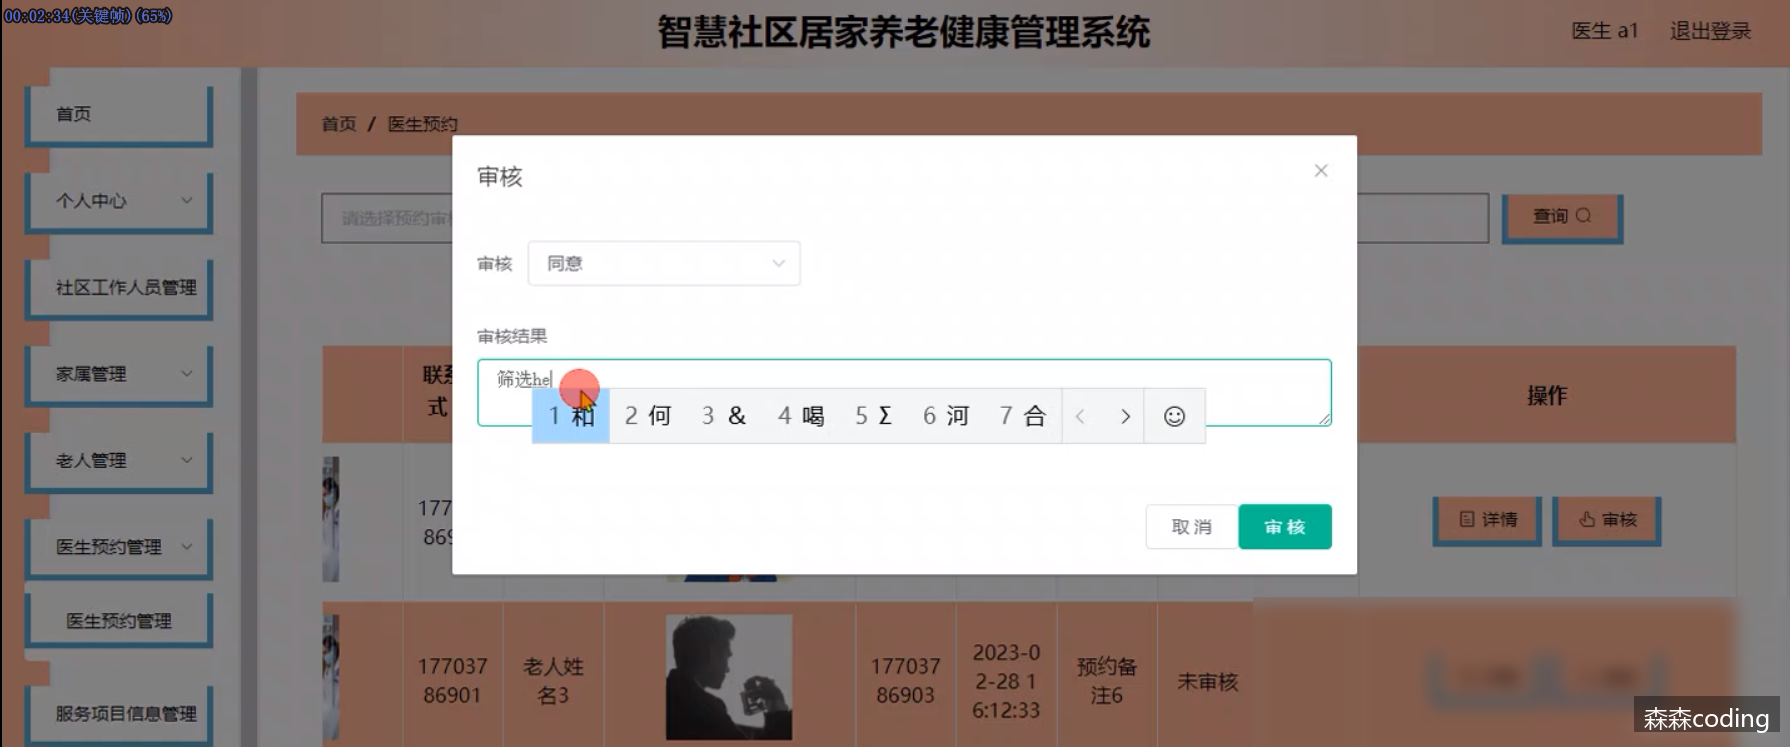 00:02:34(关键帧)(65%)
智慧社区居家养老健康管理系统
医生 a1
退出登录
首页
个人中心
社区工作人员管理
家属管理
老人管理
医生预约管理
医生预约管理
服务项目信息管理
首页 / 医生预约
请选择预约审
查询
审核
审核 同意
审核结果
筛选he
1 和 2 何 3 & 4 喝 5 Σ 6 河 7 合
取 消
审 核
式
操作
177
869
详情
审核
177037
86901
老人姓
名3
177037
86903
2023-0
2-28 1
6:12:33
预约备
注6
未审核
森森coding